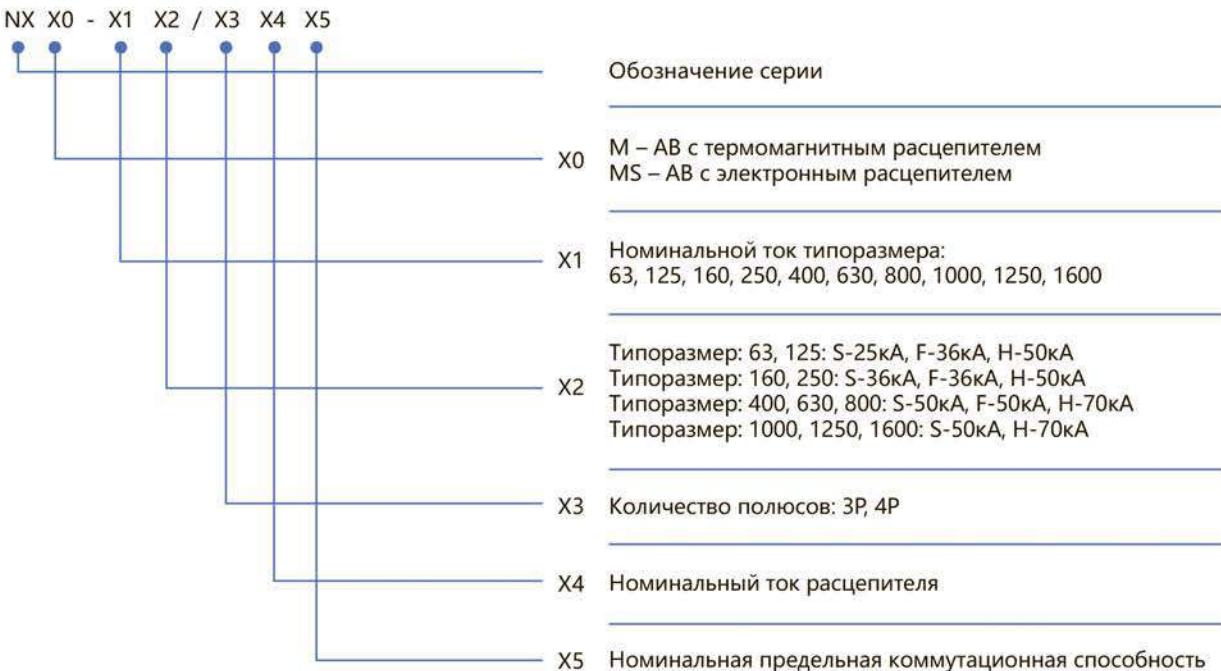 NX X0 - X1 X2 / X3 X4 X5
Обозначение серии
X0 M – АВ с термомагнитным расцепителем
MS – АВ с электронным расцепителем
X1 Номинальной ток типоразмера:
63, 125, 160, 250, 400, 630, 800, 1000, 1250, 1600
X2 Типоразмер: 63, 125: S-25кА, F-36кА, H-50кА
Типоразмер: 160, 250: S-36кА, F-36кА, H-50кА
Типоразмер: 400, 630, 800: S-50кА, F-50кА, H-70кА
Типоразмер: 1000, 1250, 1600: S-50кА, H-70кА
X3 Количество полюсов: 3P, 4P
X4 Номинальный ток расцепителя
X5 Номинальная предельная коммутационная способность